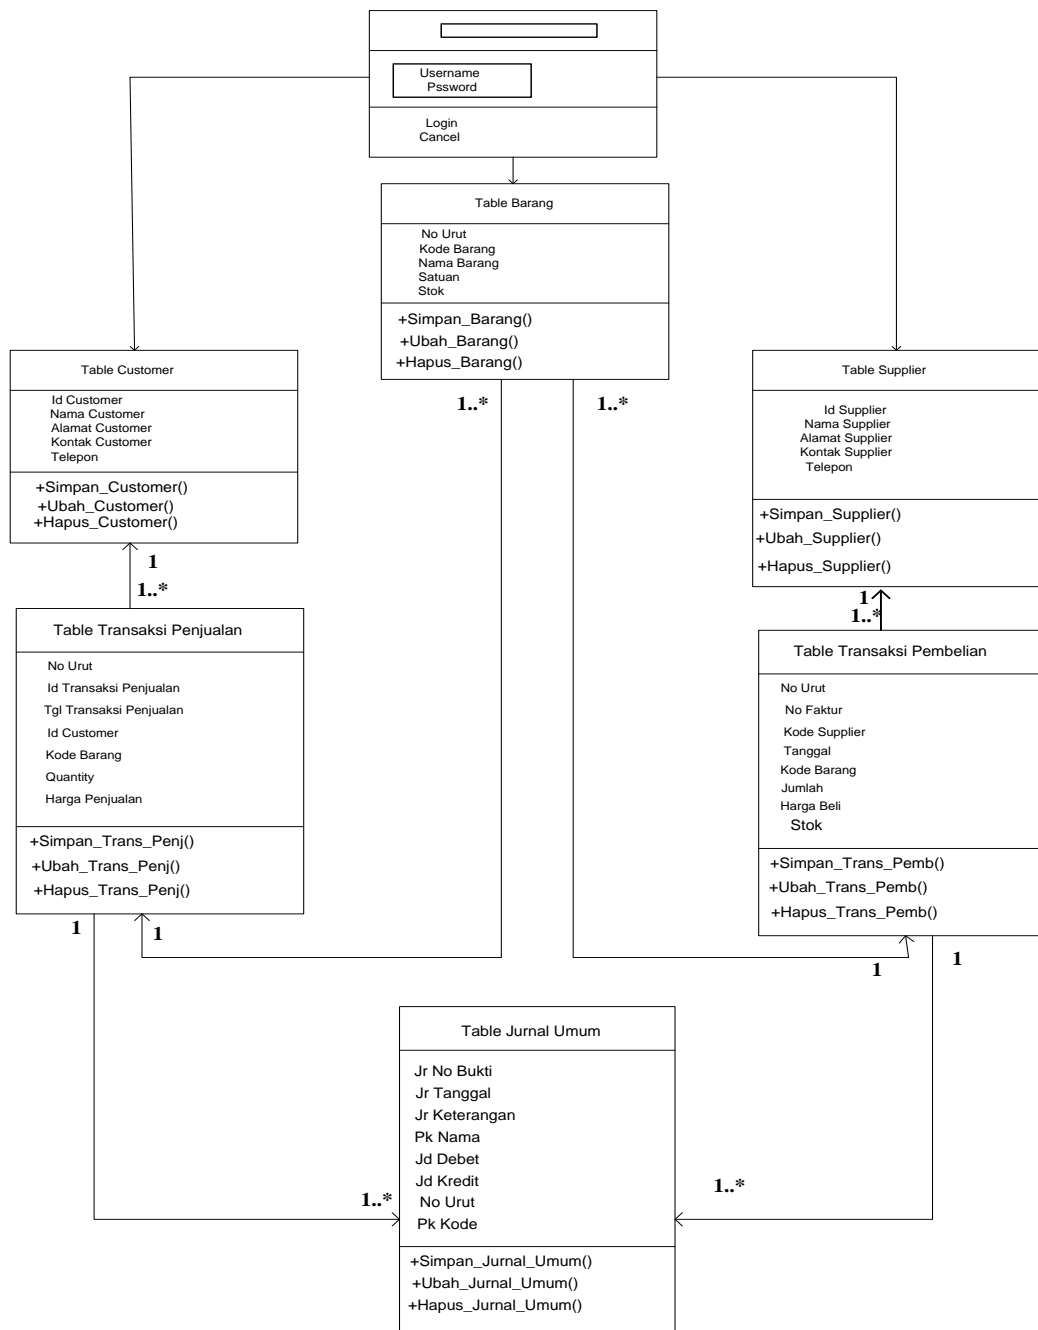 Username
Pssword
Login
Cancel
Table Barang
No Urut
Kode Barang
Nama Barang
Satuan
Stok
+Simpan_Barang()
+Ubah_Barang()
+Hapus_Barang()
1..*
1..*
Table Customer
Id Customer
Nama Customer
Alamat Customer
Kontak Customer
Telepon
+Simpan_Customer()
+Ubah_Customer()
+Hapus_Customer()
1
1..*
Table Supplier
Id Supplier
Nama Supplier
Alamat Supplier
Kontak Supplier
Telepon
+Simpan_Supplier()
+Ubah_Supplier()
+Hapus_Supplier()
1
1..*
Table Transaksi Penjualan
No Urut
Id Transaksi Penjualan
Tgl Transaksi Penjualan
Id Customer
Kode Barang
Quantity
Harga Penjualan
+Simpan_Trans_Penj()
+Ubah_Trans_Penj()
+Hapus_Trans_Penj()
1
1
Table Transaksi Pembelian
No Urut
No Faktur
Kode Supplier
Tanggal
Kode Barang
Jumlah
Harga Beli
Stok
+Simpan_Trans_Pemb()
+Ubah_Trans_Pemb()
+Hapus_Trans_Pemb()
1
1
Table Jurnal Umum
Jr No Bukti
Jr Tanggal
Jr Keterangan
Pk Nama
Jd Debet
Jd Kredit
No Urut
Pk Kode
+Simpan_Jurnal_Umum()
+Ubah_Jurnal_Umum()
+Hapus_Jurnal_Umum()
1..*
1..*